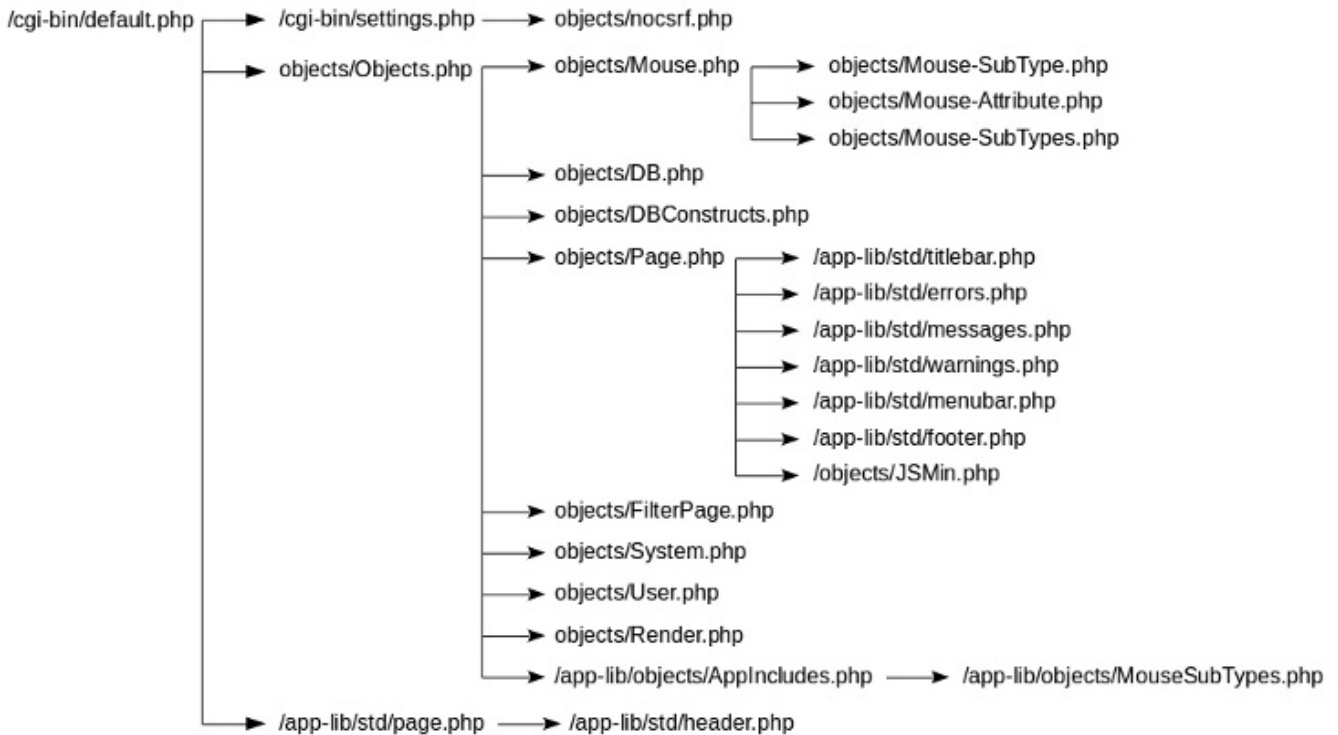 /cgi-bin/default.php /cgi-bin/settings.php objects/nocsrf.php
objects/Objects.php objects/Mouse.php objects/Mouse-SubType.php
objects/Mouse-Attribute.php
objects/Mouse-SubTypes.php
objects/DB.php
objects/DBConstructs.php
objects/Page.php /app-lib/std/titlebar.php
/app-lib/std/errors.php
/app-lib/std/messages.php
/app-lib/std/warnings.php
/app-lib/std/menubar.php
/app-lib/std/footer.php
/objects/JSMin.php
objects/FilterPage.php
objects/System.php
objects/User.php
objects/Render.php
/app-lib/objects/AppIncludes.php /app-lib/objects/MouseSubTypes.php
/app-lib/std/page.php /app-lib/std/header.php